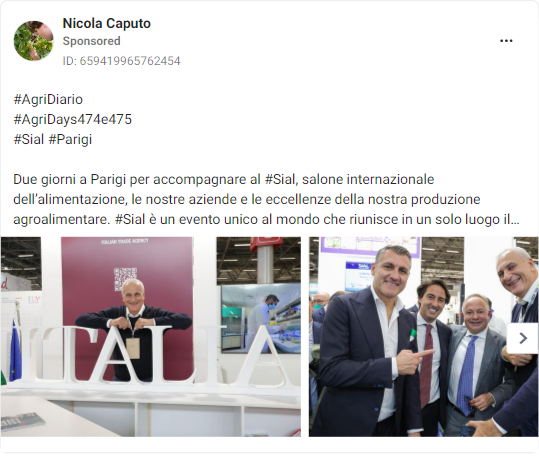 Nicola Caputo
Sponsored
ID: 659419965762454
#AgriDiario
#AgriDays474e475
#Sial #Parigi
Due giorni a Parigi per accompagnare al #Sial, salone internazionale
dell'alimentazione, le nostre aziende e le eccellenze della nostra produzione
agroalimentare. #Sial è un evento unico al mondo che riunisce in un solo luogo il...
ITALIAN TRADE AGENCY
ITALIA